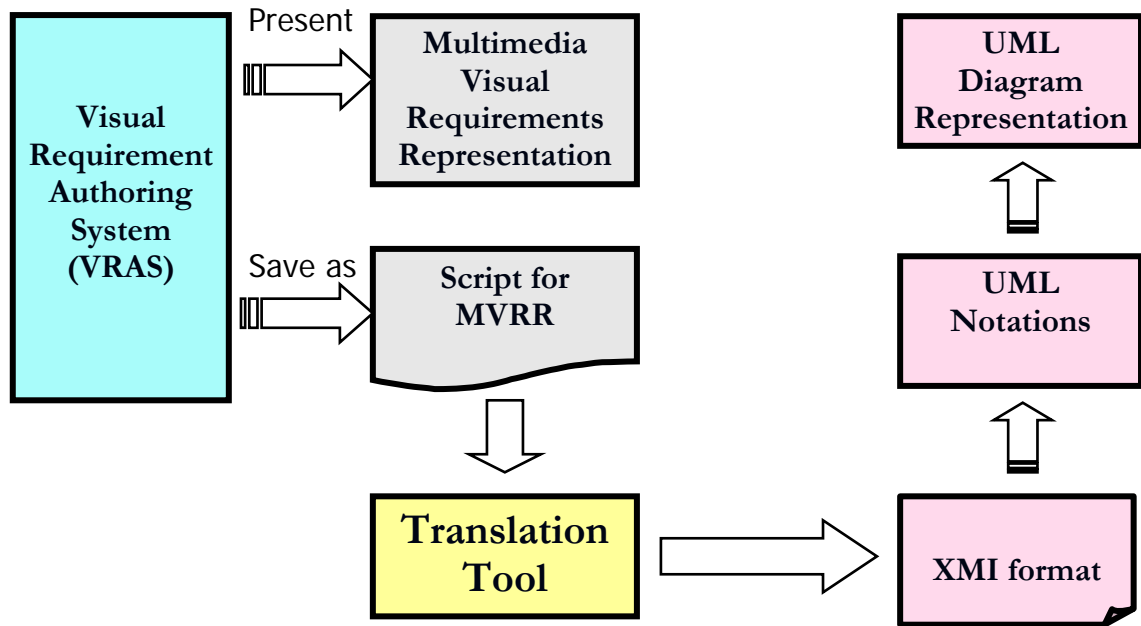 Visual
Requirement
Authoring
System
(VRAS)
Present
Multimedia
Visual
Requirements
Representation
Save as
Script for
MVRR
Translation
Tool
XMI format
UML
Notations
UML
Diagram
Representation